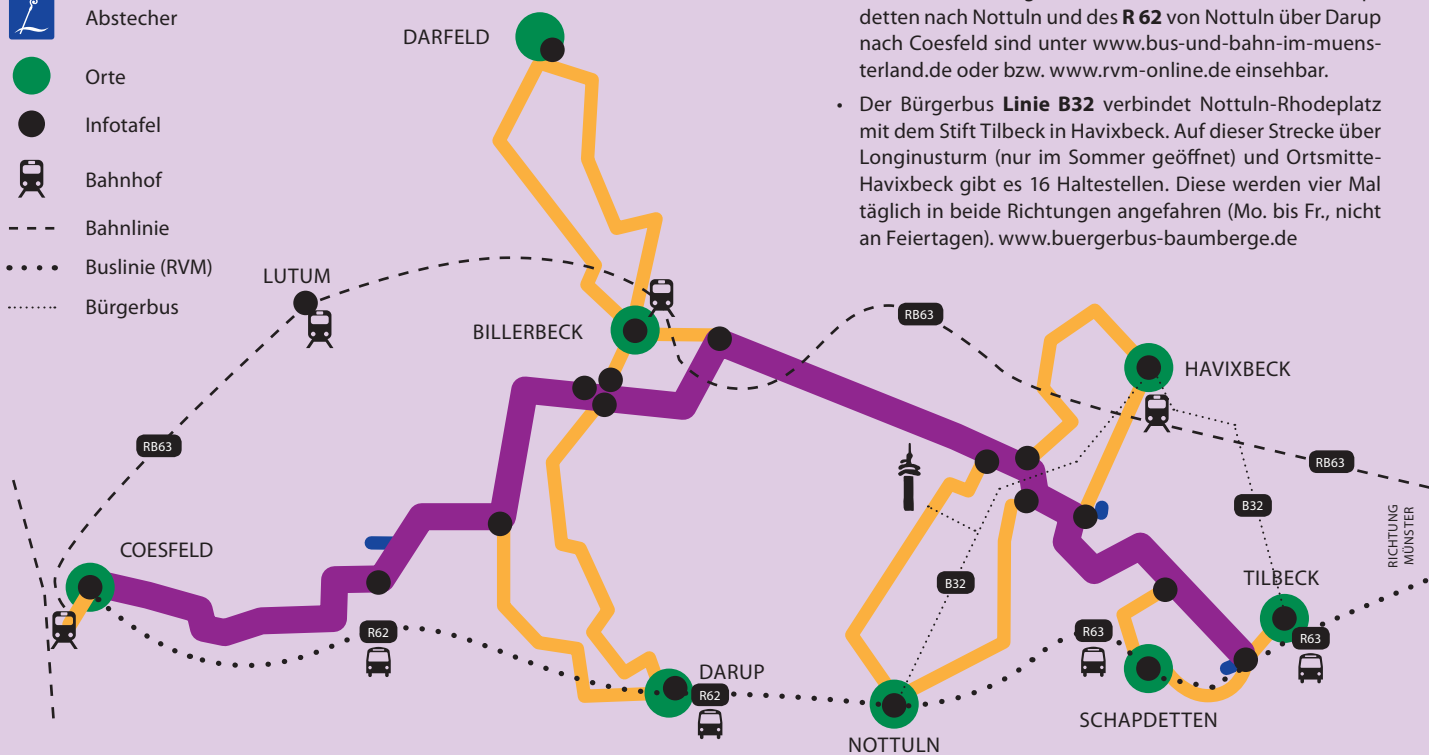 Abstecher
Orte
Infotafel
Bahnhof
Bahnlinie
Buslinie (RVM)
Bürgerbus
detten nach Nottuln und des R 62 von Nottuln über Darup
nach Coesfeld sind unter www.bus-und-bahn-im-muens-
terland.de oder bzw. www.rvm-online.de einsehbar.
• Der Bürgerbus Linie B32 verbindet Nottuln-Rhodeplatz
mit dem Stift Tilbeck in Havixbeck. Auf dieser Strecke über
Longinusturm (nur im Sommer geöffnet) und Ortsmitte-
Havixbeck gibt es 16 Haltestellen. Diese werden vier Mal
täglich in beide Richtungen angefahren (Mo. bis Fr., nicht
an Feiertagen). www.buergerbus-baumberge.de
DARFELD
LUTUM
BILLERBECK
RB63
HAVIXBECK
RB63
RB63
B32
RICHTUNG
MÜNSTER
COESFELD
B32
TILBECK
R62
R63
R63
DARUP
R62
SCHAPDETTEN
NOTTULN